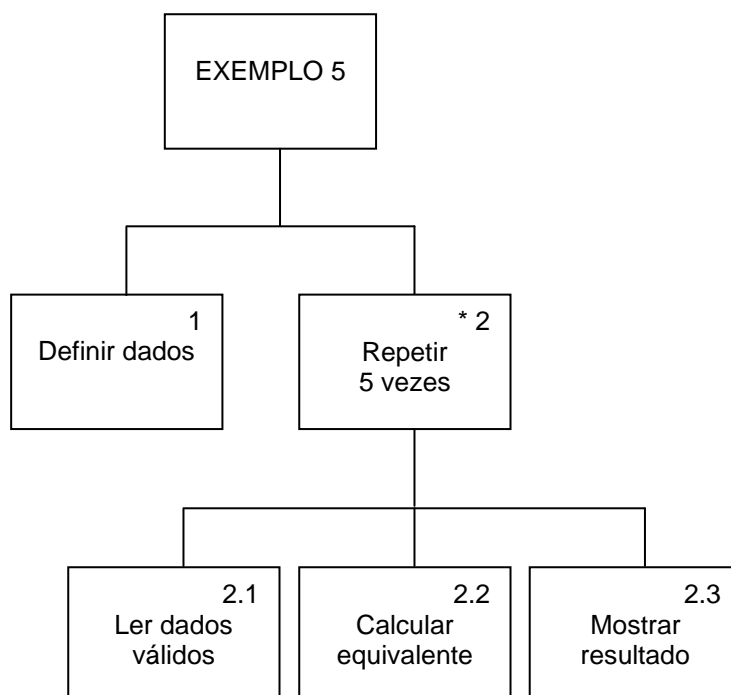 EXEMPLO 5
1
Definir dados
* 2
Repetir
5 vezes
2.1
Ler dados
válidos
2.2
Calcular
equivalente
2.3
Mostrar
resultado